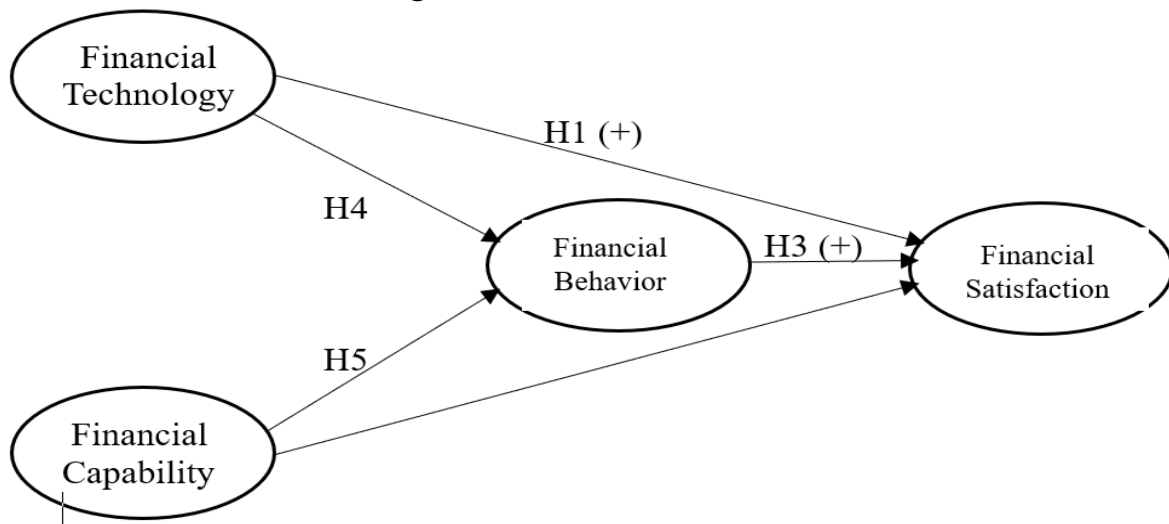 Financial
Technology
H1 (+)
H4
Financial
Behavior
H3 (+)
Financial
Satisfaction
H5
Financial
Capability